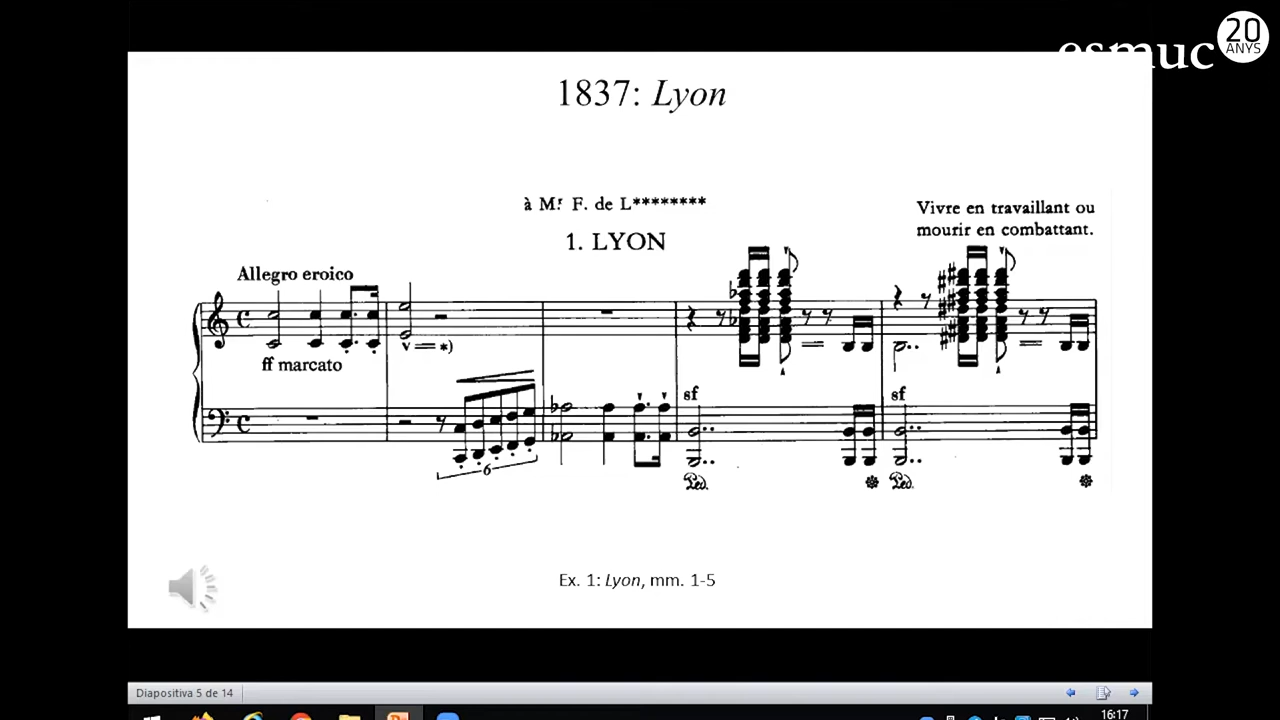 20
ANYS
esmuc
1837: Lyon
à Mr F. de L********
Vivre en travaillant ou
mourir en combattant.
1. LYON
Allegro eroico
ff marcato
*)
sf
sf
6
Ped.
Ped.
Ex. 1: Lyon, mm. 1-5
Diapositiva 5 de 14
16:17